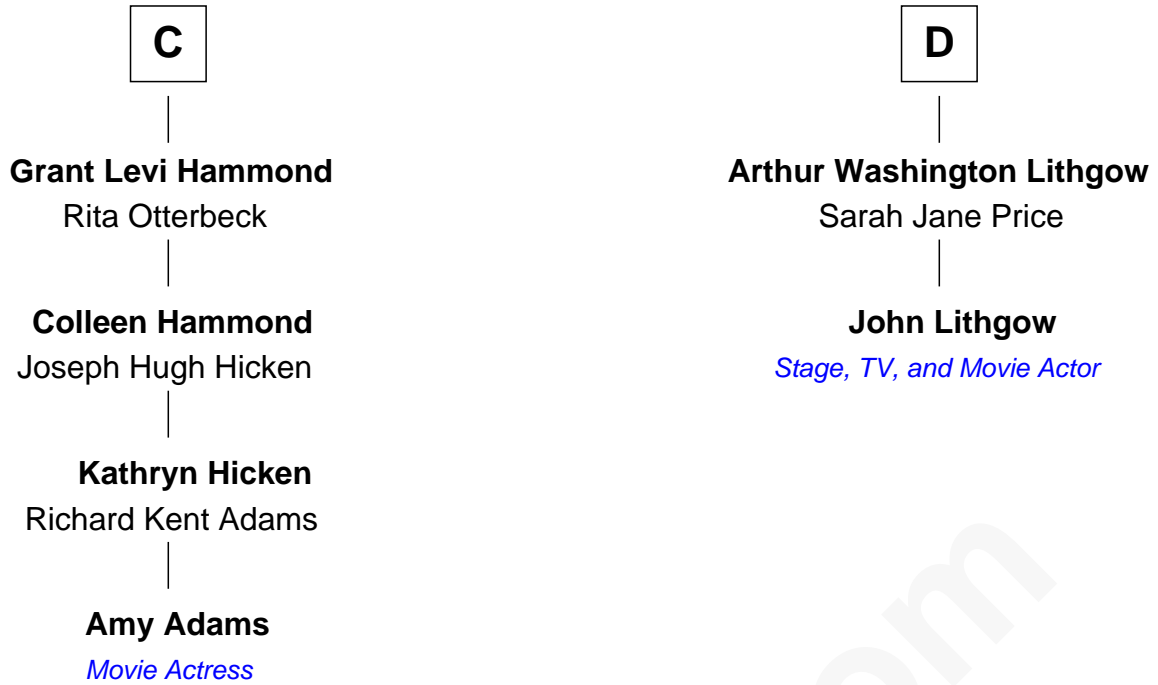 C
Grant Levi Hammond
Rita Otterbeck
Colleen Hammond
Joseph Hugh Hicken
Kathryn Hicken
Richard Kent Adams
Amy Adams
Movie Actress
D
Arthur Washington Lithgow
Sarah Jane Price
John Lithgow
Stage, TV, and Movie Actor
om